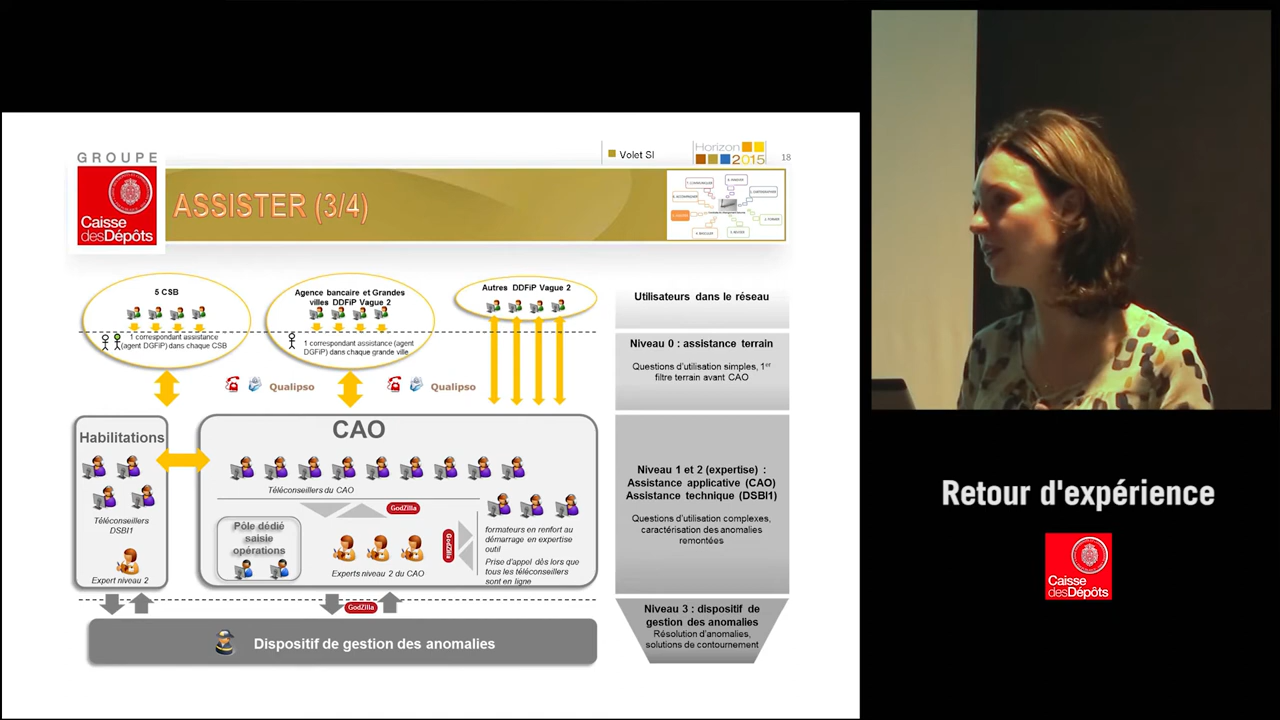 GROUPE
Caisse
desDépôts
Volet SI
Horizon
2015
18
ASSISTER (3/4)
5 CSB
1 correspondant assistance
(agent DGFiP) dans chaque CSB
Agence bancaire et Grandes
villes DDFiP Vague 2
1 correspondant assistance (agent
DGFiP) dans chaque grande ville
Autres DDFiP Vague 2
Qualipso
Qualipso
Utilisateurs dans le réseau
Niveau 0 : assistance terrain
Questions d'utilisation simples, 1er
filtre terrain avant CAO
Habilitations
Téléconseillers
DSBI1
Expert niveau 2
CAO
Téléconseillers du CAO
GodZilla
Pôle dédié
saisie
opérations
Experts niveau 2 du CAO
GodZilla
formateurs en renfort au
démarrage en expertise
outil
Prise d'appel dès lors que
tous les téléconseillers
sont en ligne
Niveau 1 et 2 (expertise) :
Assistance applicative (CAO)
Assistance technique (DSBI1)
Questions d'utilisation complexes,
caractérisation des anomalies
remontées
GodZilla
Dispositif de gestion des anomalies
Niveau 3 : dispositif de
gestion des anomalies
Résolution d'anomalies,
solutions de contournement
Retour d'expérience
Caisse
desDépôts